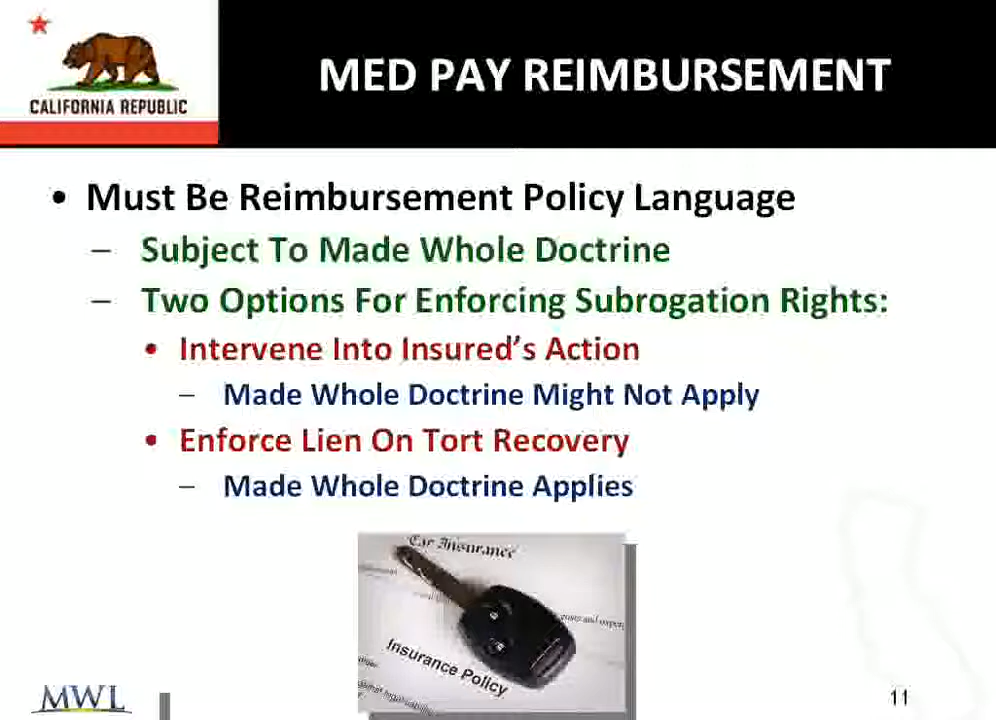 CALIFORNIA REPUBLIC
MED PAY REIMBURSEMENT
• Must Be Reimbursement Policy Language
– Subject To Made Whole Doctrine
– Two Options For Enforcing Subrogation Rights:
• Intervene Into Insured's Action
– Made Whole Doctrine Might Not Apply
• Enforce Lien On Tort Recovery
– Made Whole Doctrine Applies
Car Insurance
Insurance Policy
MWL
11